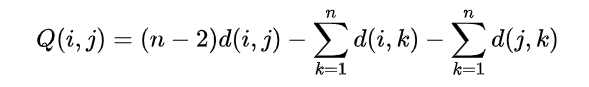 Q(i, j) = (n − 2)d(i, j) − ∑_{k=1}^{n} d(i, k) − ∑_{k=1}^{n} d(j, k)